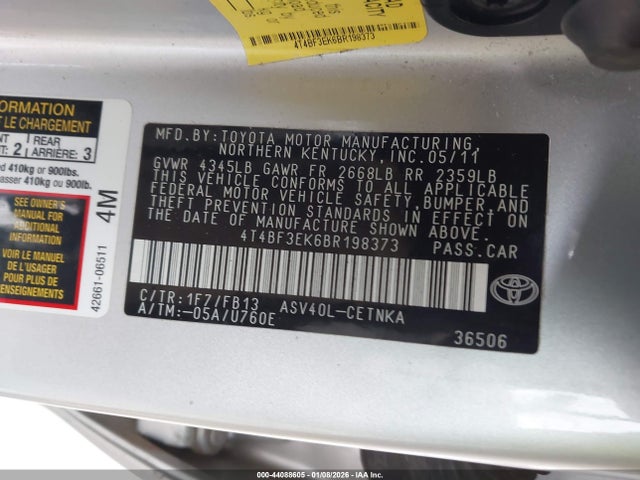 4T4BF3EK6BR198373
ORMATION
LE CHARGEMENT
2 REAR ARRIÈRE: 3
ed 410kg or 900lbs.
asser 410kg ou 900lb.
SEE OWNER'S
MANUAL FOR
ADDITIONAL
INFORMATION
VOIR LE MANUEL
DE L'USAGER
POUR PLUS DE
RENSEIGNEMENTS
4M
42661-06511
MFD.BY:TOYOTA MOTOR MANUFACTURING,
NORTHERN KENTUCKY,INC.05/11
GVWR 4345LB GAWR FR 2668LB RR 2359LB
THIS VEHICLE CONFORMS TO ALL APPLICABLE
FEDERAL MOTOR VEHICLE SAFETY,BUMPER,AND
THEFT PREVENTION STANDARDS IN EFFECT ON
THE DATE OF MANUFACTURE SHOWN ABOVE.
4T4BF3EK6BR198373 PASS.CAR
C/TR:1F7/FB13 ASV40L-CETNKA
A/TM:-05A/U760E
36506
TOYOTA
000-44088605 - 01/08/2026 - IAA Inc.